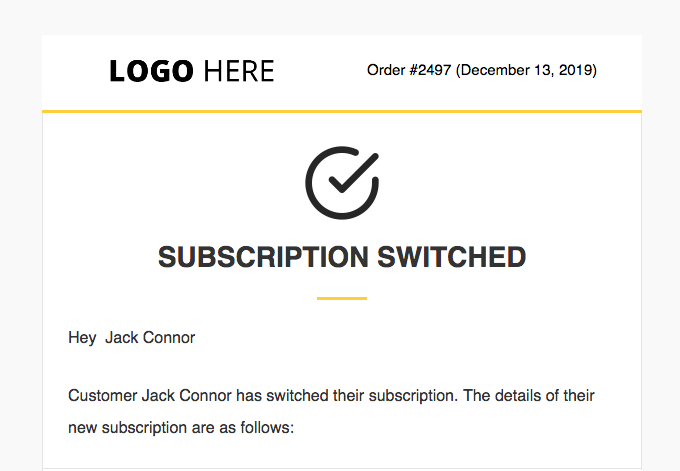 LOGO HERE
Order #2497 (December 13, 2019)
SUBSCRIPTION SWITCHED
Hey  Jack Connor
Customer Jack Connor has switched their subscription. The details of their
new subscription are as follows: